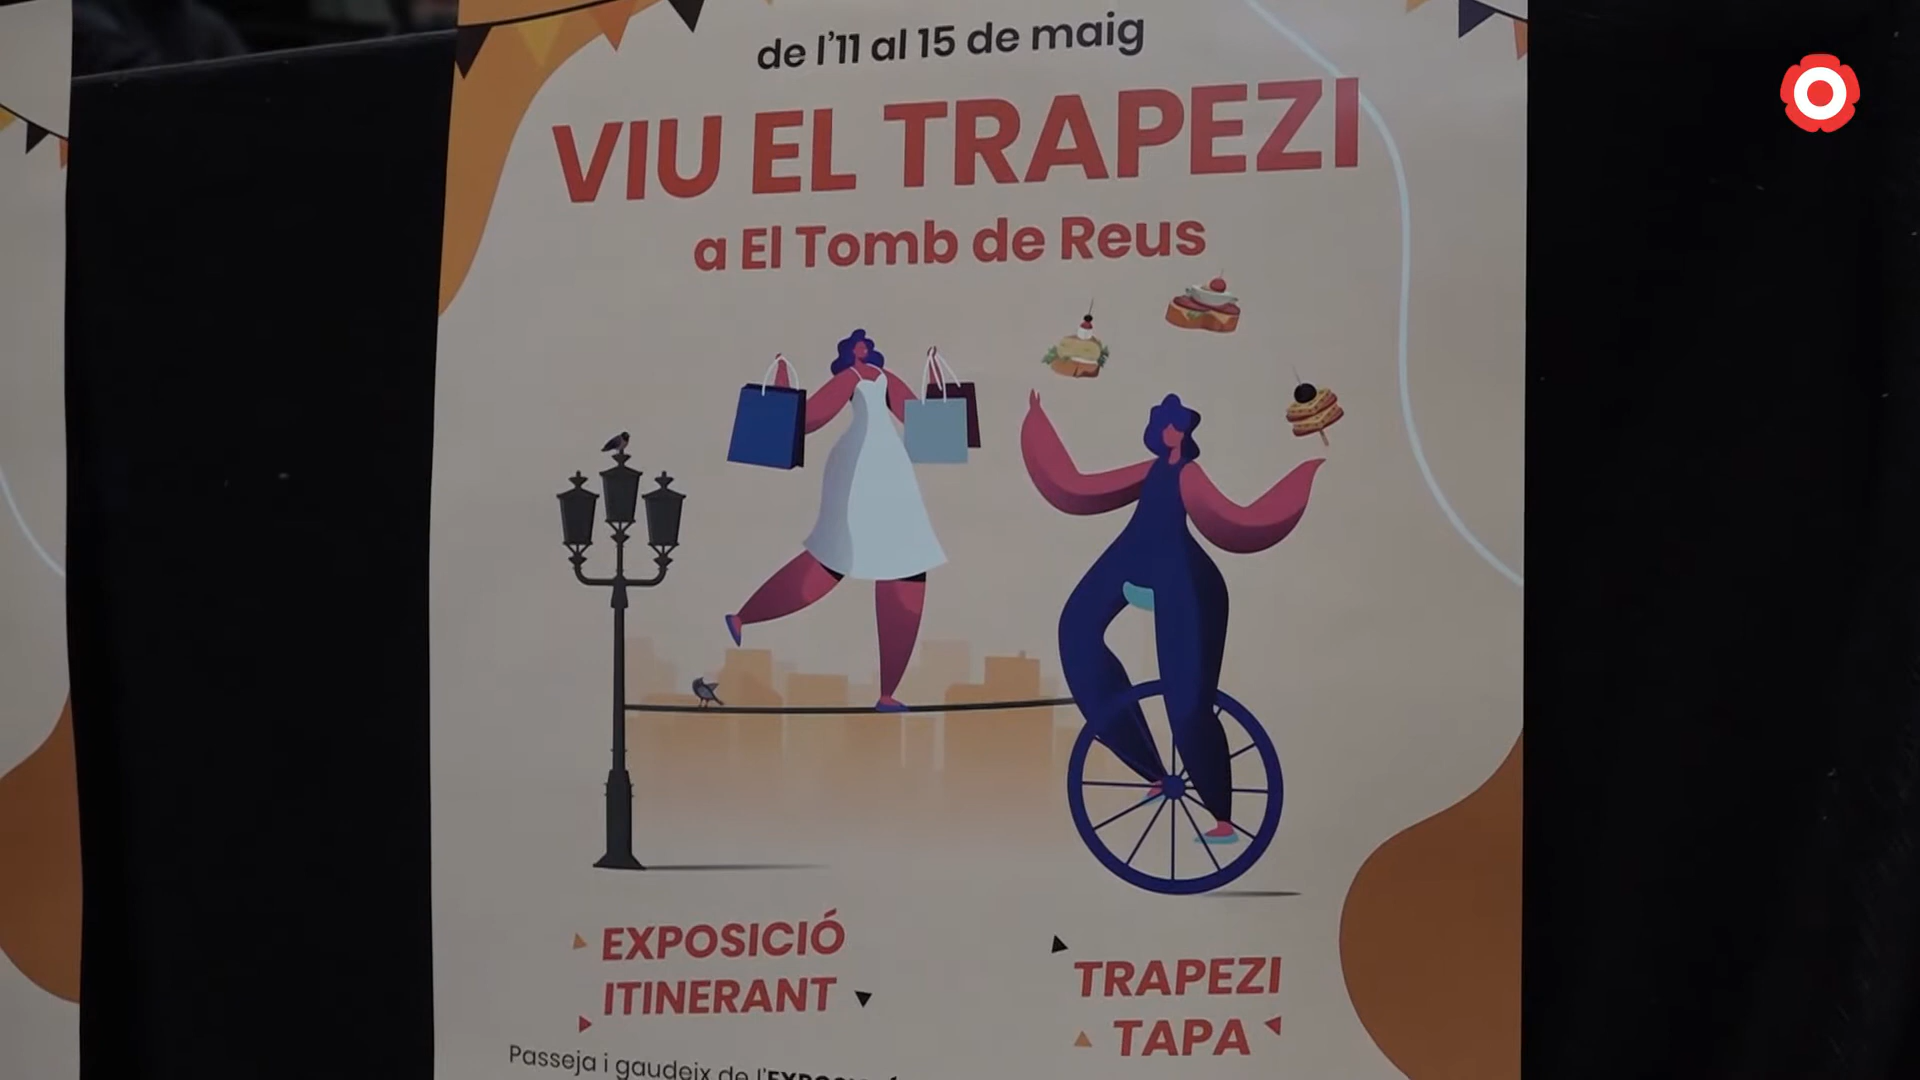 de l'11 al 15 de maig
VIU EL TRAPEZI
a El Tomb de Reus
EXPOSICIÓ
ITINERANT
TRAPEZI
TAPA
Passeja i gaudeix de l'